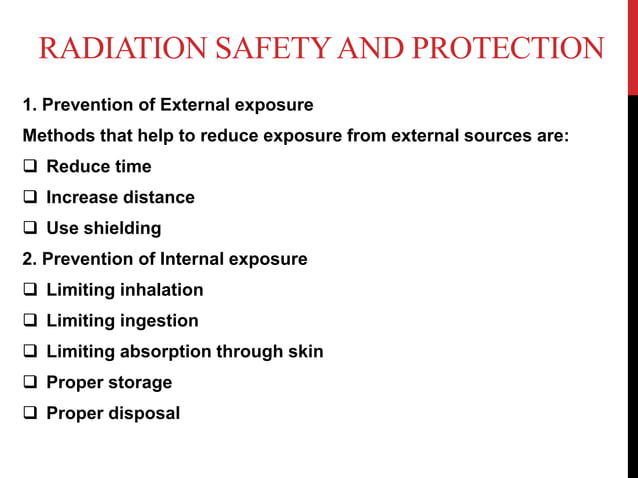 RADIATION SAFETY AND PROTECTION
1. Prevention of External exposure
Methods that help to reduce exposure from external sources are:
❑ Reduce time
❑ Increase distance
❑ Use shielding
2. Prevention of Internal exposure
❑ Limiting inhalation
❑ Limiting ingestion
❑ Limiting absorption through skin
❑ Proper storage
❑ Proper disposal